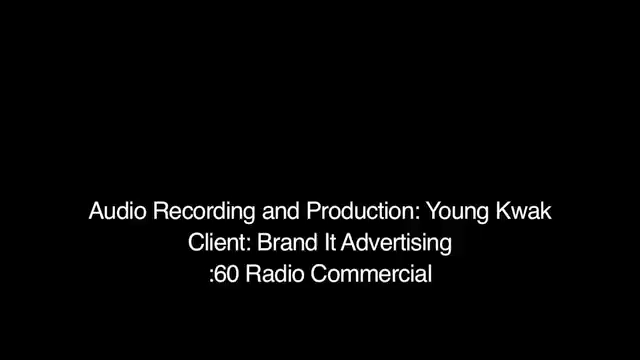 Audio Recording and Production: Young Kwak
Client: Brand It Advertising
:60 Radio Commercial